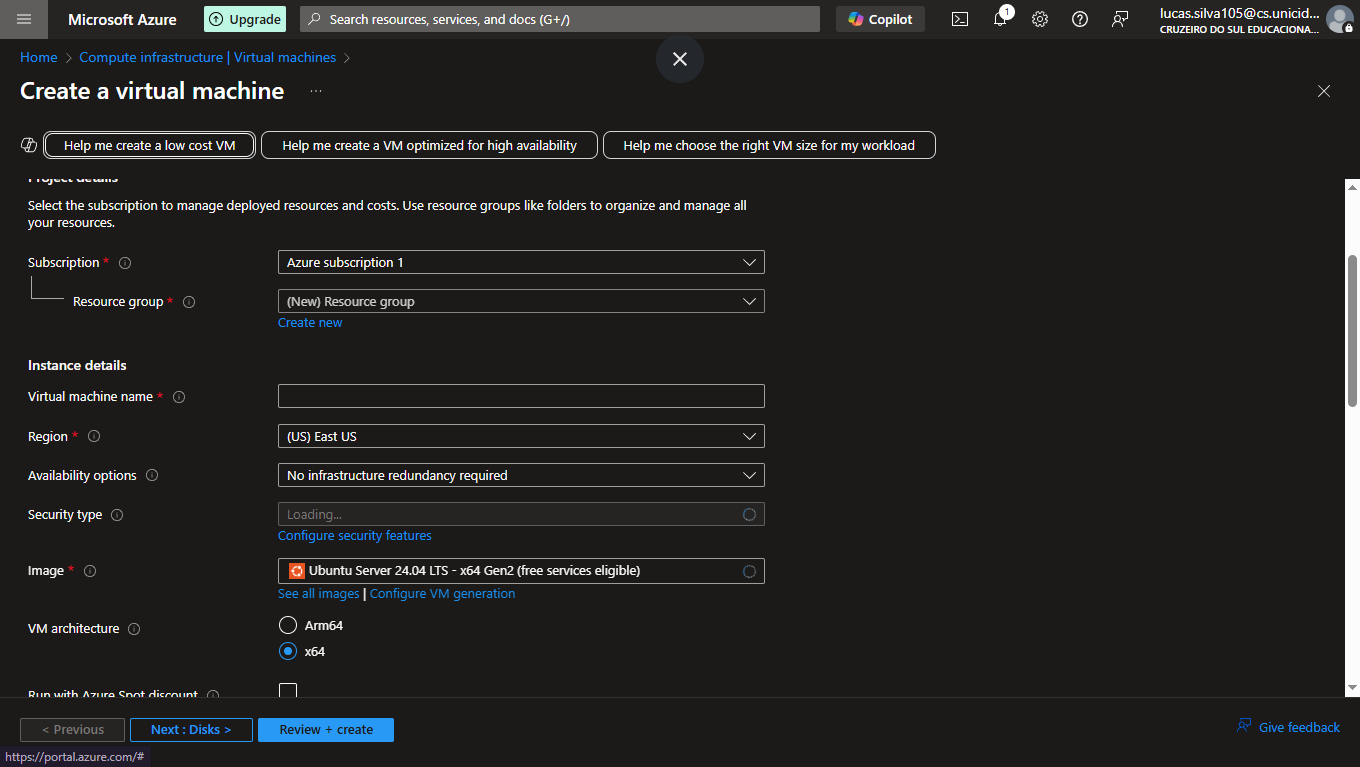 Microsoft Azure
Upgrade
Search resources, services, and docs (G+/)
Copilot
1
lucas.silva105@cs.unicid...
CRUZEIRO DO SUL EDUCACIONA...
Home > Compute infrastructure | Virtual machines >
Create a virtual machine ...
Help me create a low cost VM
Help me create a VM optimized for high availability
Help me choose the right VM size for my workload
Project details
Select the subscription to manage deployed resources and costs. Use resource groups like folders to organize and manage all
your resources.
Subscription *
Azure subscription 1
Resource group *
(New) Resource group
Create new
Instance details
Virtual machine name *
Region *
(US) East US
Availability options
No infrastructure redundancy required
Security type
Loading...
Configure security features
Image *
Ubuntu Server 24.04 LTS - x64 Gen2 (free services eligible)
See all images | Configure VM generation
VM architecture
Arm64
x64
Run with Azure Spot discount
< Previous
Next : Disks >
Review + create
Give feedback
https://portal.azure.com/#